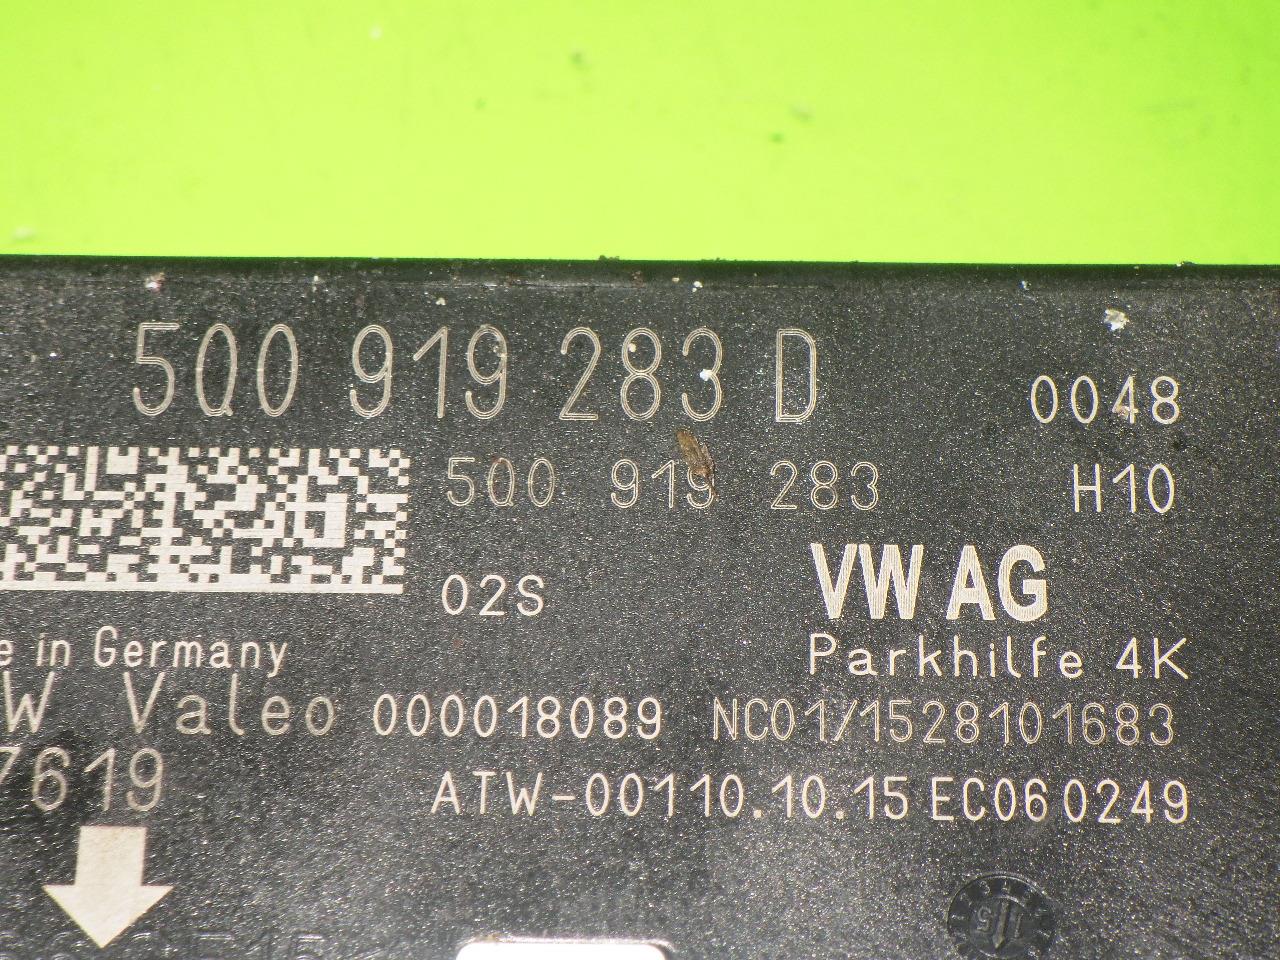 5Q0 919 283 D
0048
5Q0 919 283
H10
02S
VW AG
e in Germany
Parkhilfe 4K
W Valeo 000018089 NC01/1528101683
7619
ATW-00110.10.15 EC06 0249
15